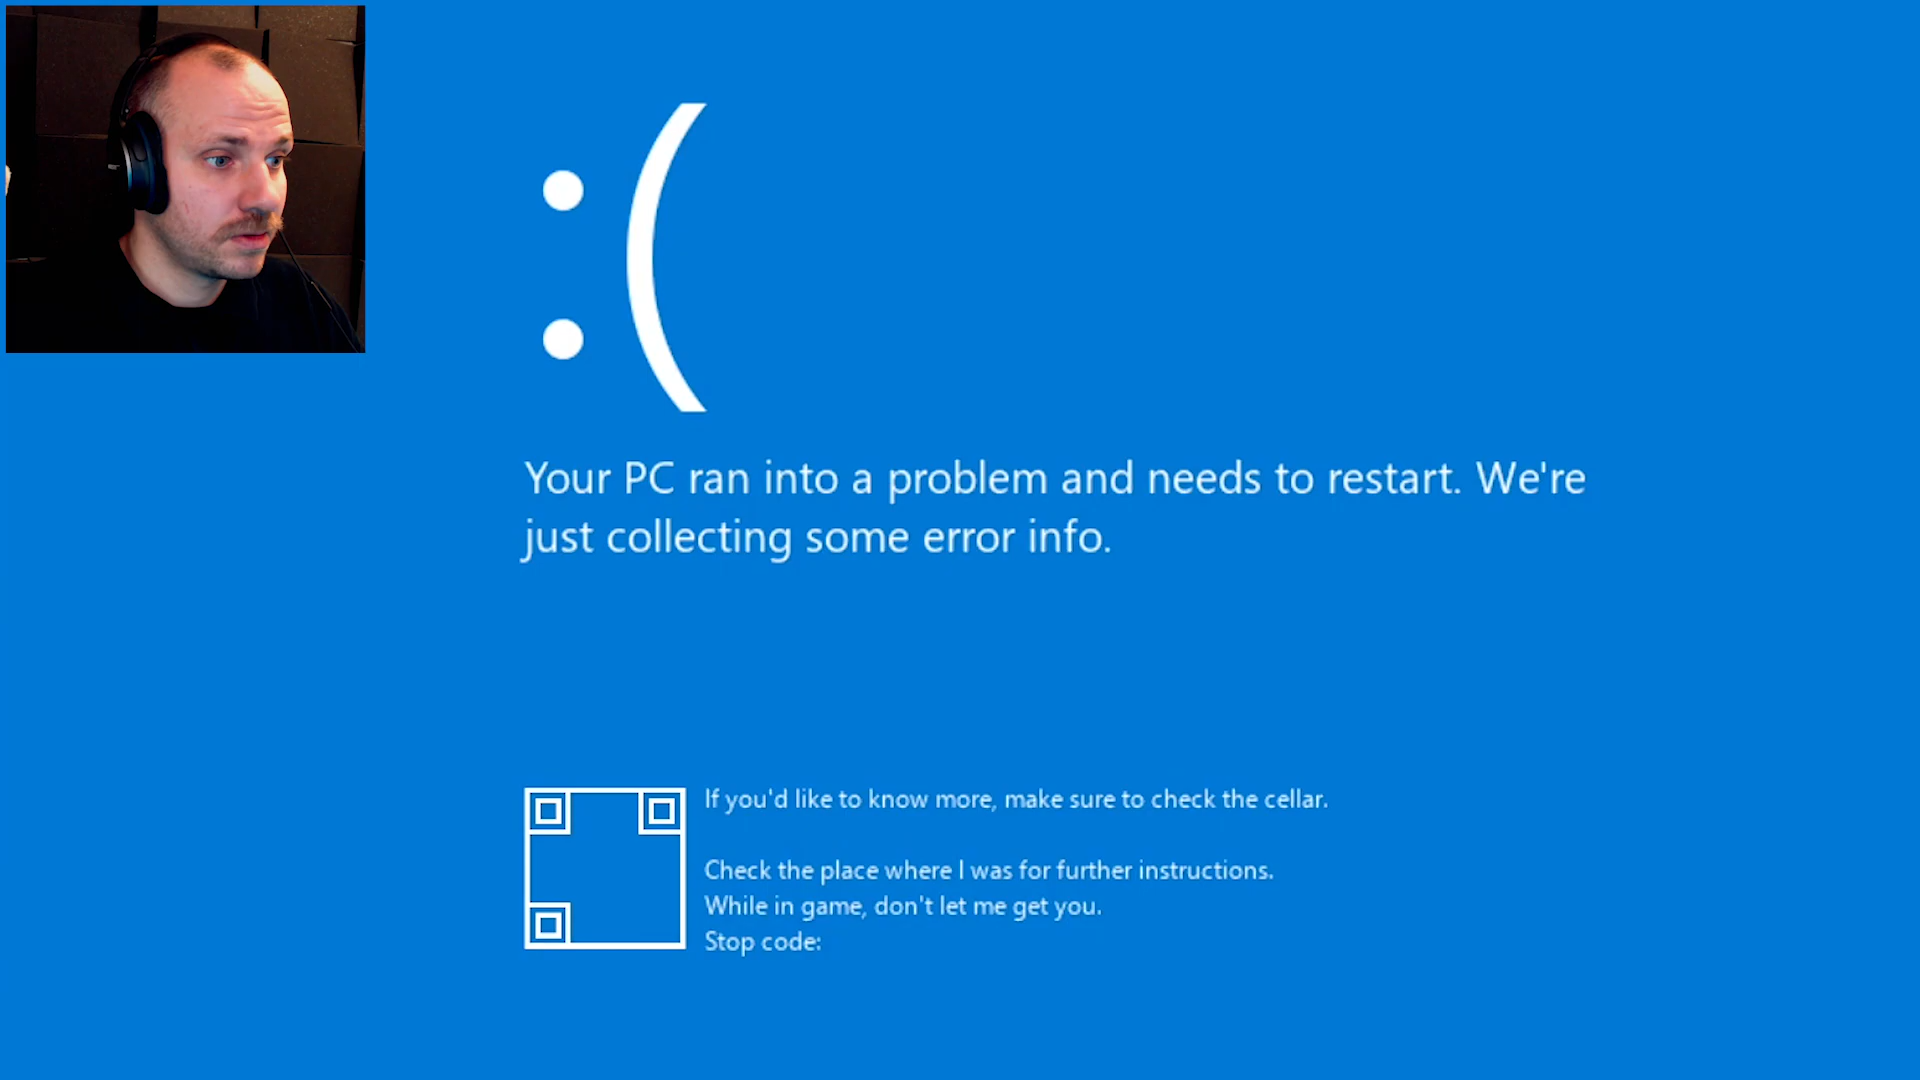 :(
Your PC ran into a problem and needs to restart. We're
just collecting some error info.
If you'd like to know more, make sure to check the cellar.
Check the place where I was for further instructions.
While in game, don't let me get you.
Stop code: